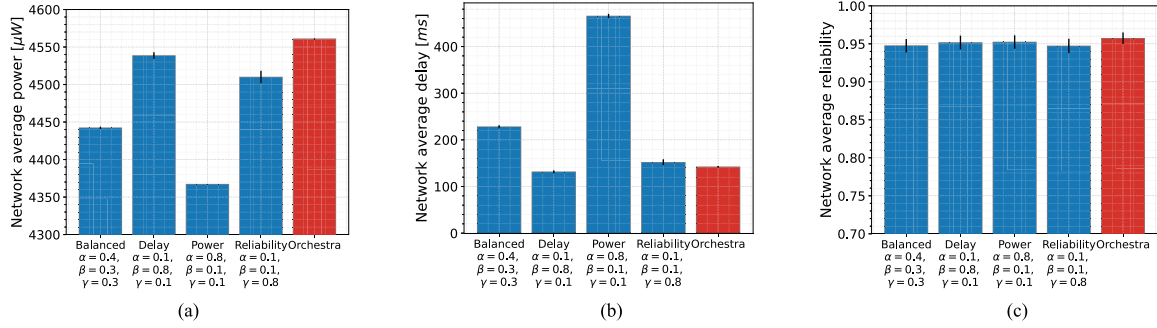 Network average power [μW]
4600
4550
4500
4450
4400
4350
4300
Balanced Delay Power Reliability Orchestra
α = 0.4, α = 0.1, α = 0.8, α = 0.1,
β = 0.3, β = 0.8, β = 0.1, β = 0.1,
γ = 0.3 γ = 0.1 γ = 0.1 γ = 0.8
(a)
Network average delay [ms]
400
300
200
100
0
Balanced Delay Power Reliability Orchestra
α = 0.4, α = 0.1, α = 0.8, α = 0.1,
β = 0.3, β = 0.8, β = 0.1, β = 0.1,
γ = 0.3 γ = 0.1 γ = 0.1 γ = 0.8
(b)
Network average reliability
1.00
0.95
0.90
0.85
0.80
0.75
0.70
Balanced Delay Power Reliability Orchestra
α = 0.4, α = 0.1, α = 0.8, α = 0.1,
β = 0.3, β = 0.8, β = 0.1, β = 0.1,
γ = 0.3 γ = 0.1 γ = 0.1 γ = 0.8
(c)